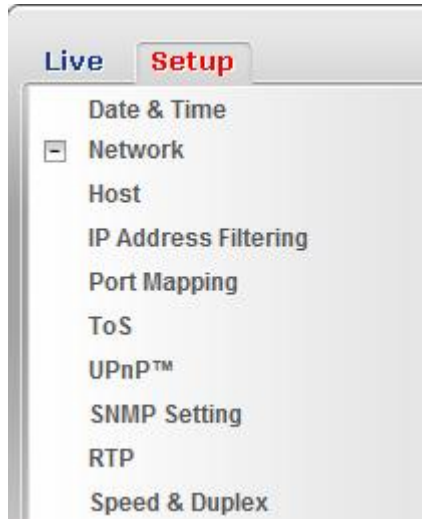 Live Setup
Date & Time
Network
Host
IP Address Filtering
Port Mapping
ToS
UPnP™
SNMP Setting
RTP
Speed & Duplex